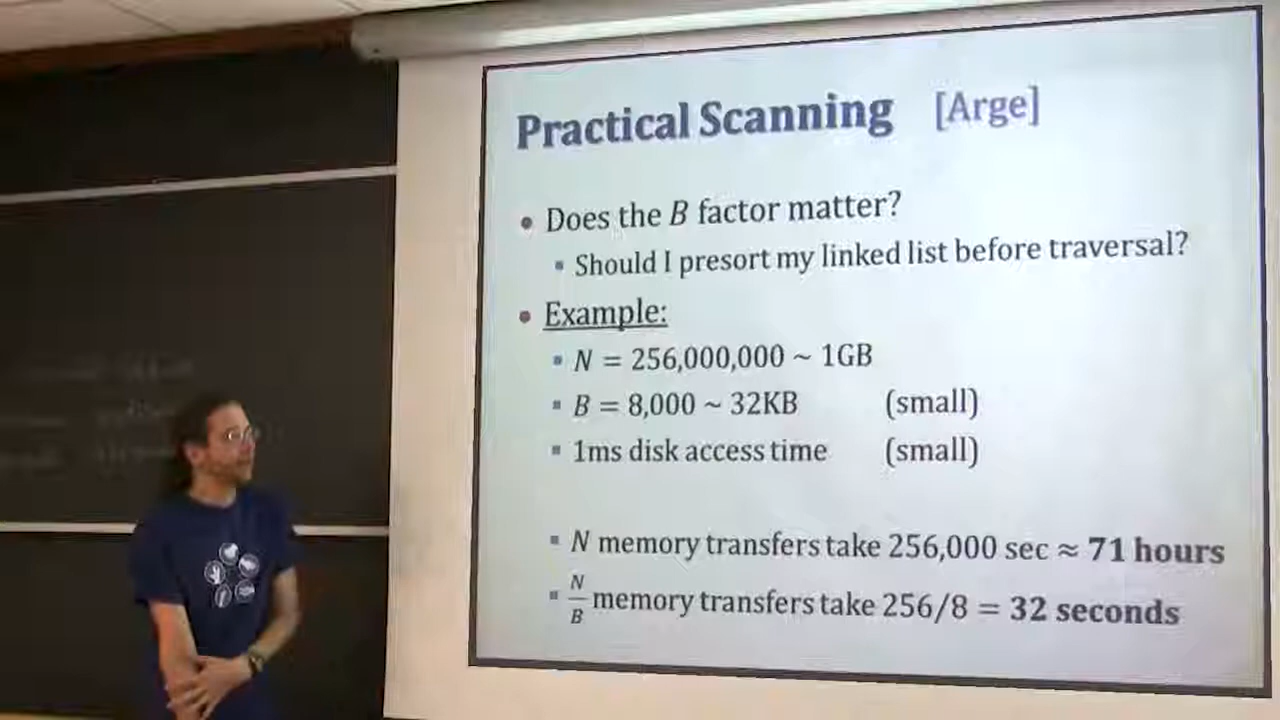 Practical Scanning [Arge]
• Does the B factor matter?
▪ Should I presort my linked list before traversal?
• Example:
▪ N = 256,000,000 ~ 1GB
▪ B = 8,000 ~ 32KB (small)
▪ 1ms disk access time (small)
▪ N memory transfers take 256,000 sec ≈ 71 hours
▪ N/B memory transfers take 256/8 = 32 seconds